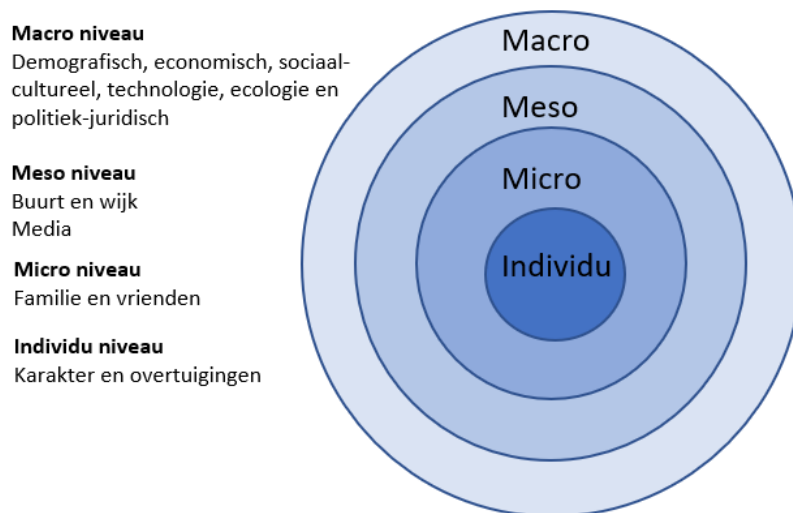 Macro niveau
Demografisch, economisch, sociaal-
cultureel, technologie, ecologie en
politiek-juridisch
Meso niveau
Buurt en wijk
Media
Micro niveau
Familie en vrienden
Individu niveau
Karakter en overtuigingen
Macro
Meso
Micro
Individu